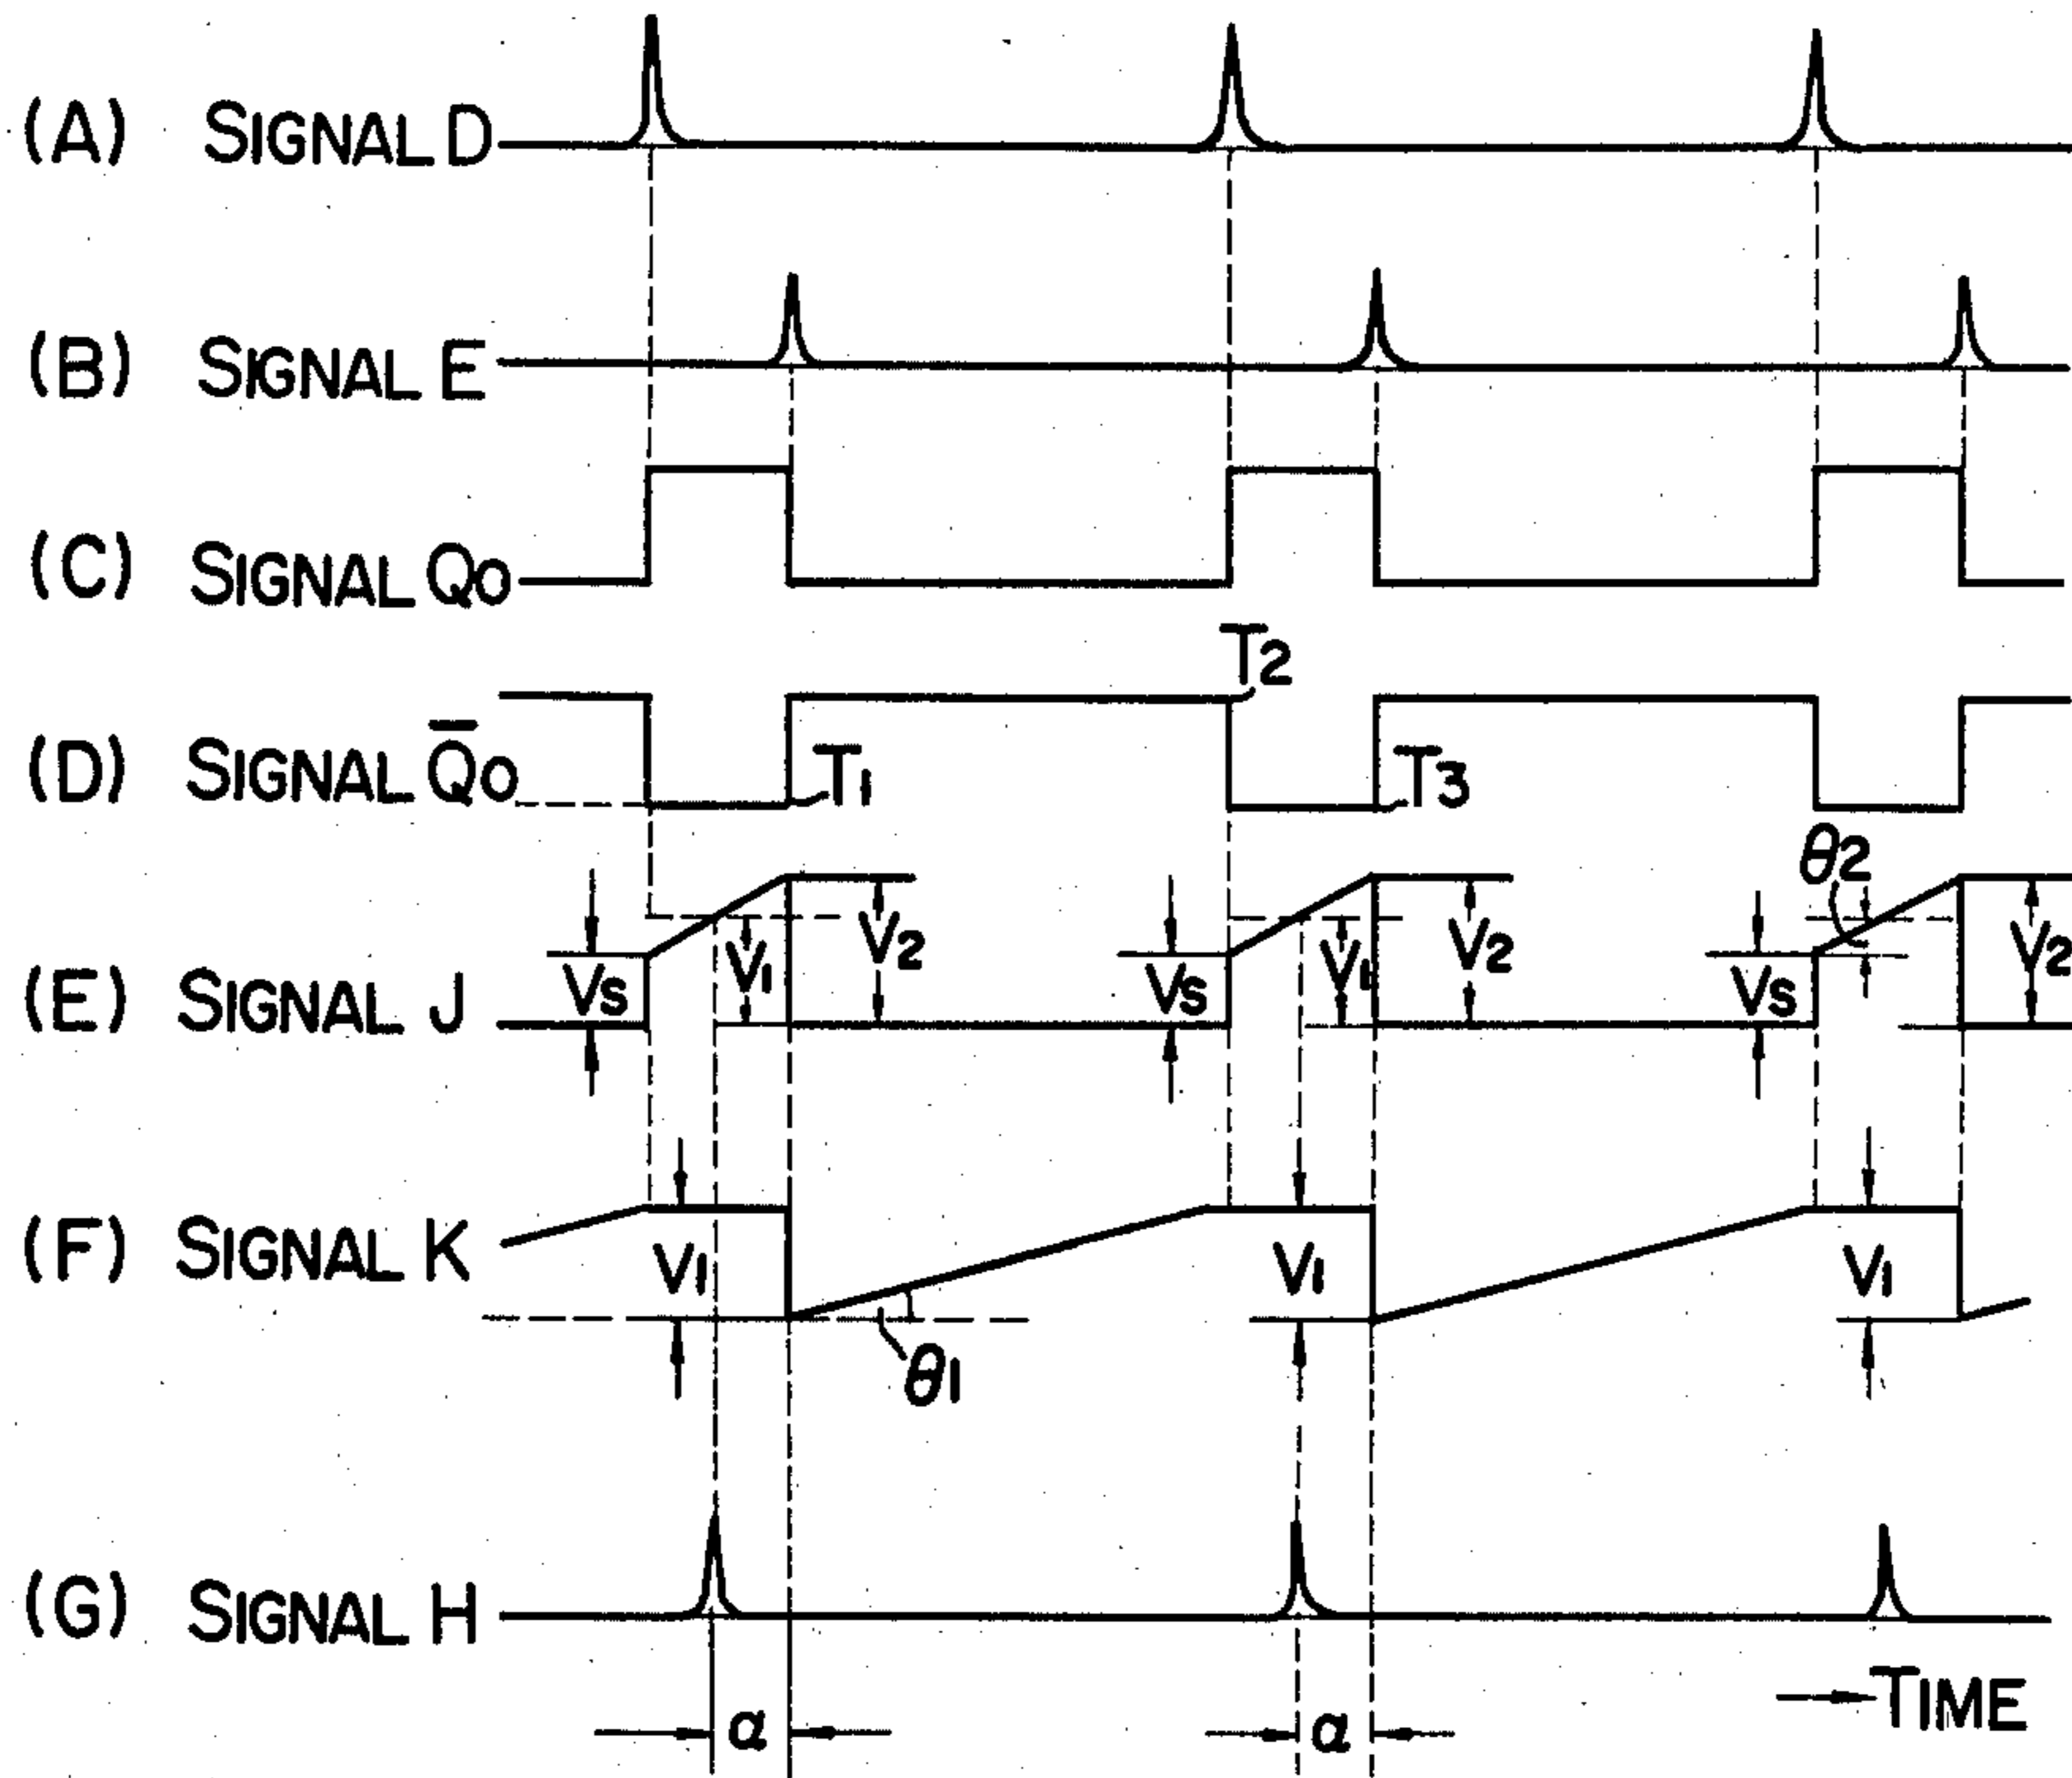 (A) SIGNAL D
(B) SIGNAL E
(C) SIGNAL Q0
T2
(D) SIGNAL Q̅0
T1
T3
θ2
(E) SIGNAL J
VS V1 V2
VS V1 V2
VS V2
(F) SIGNAL K
V1 V1 V1
θ1
(G) SIGNAL H
→TIME
α α